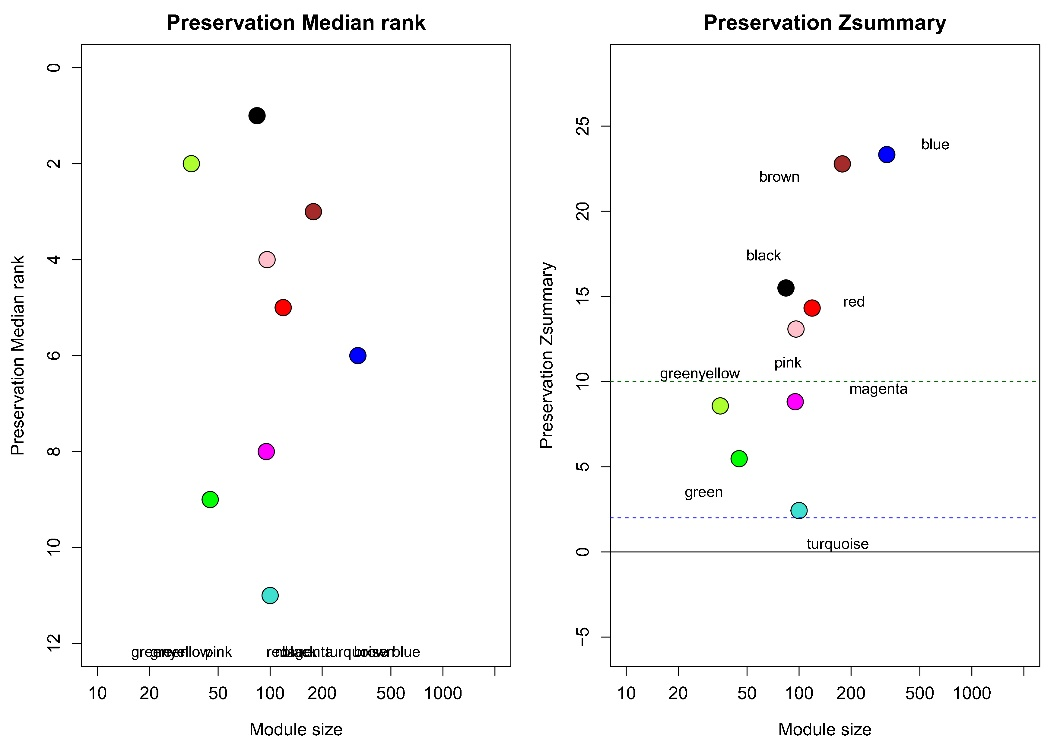 Preservation Median rank
Preservation Median rank
0
2
4
6
8
10
12
pink
blue
10 20 50 100 200 500 1000
Module size
Preservation Zsummary
Preservation Zsummary
25
20
15
10
5
0
−5
blue
brown
black
red
pink
greenyellow
magenta
green
turquoise
10 20 50 100 200 500 1000
Module size